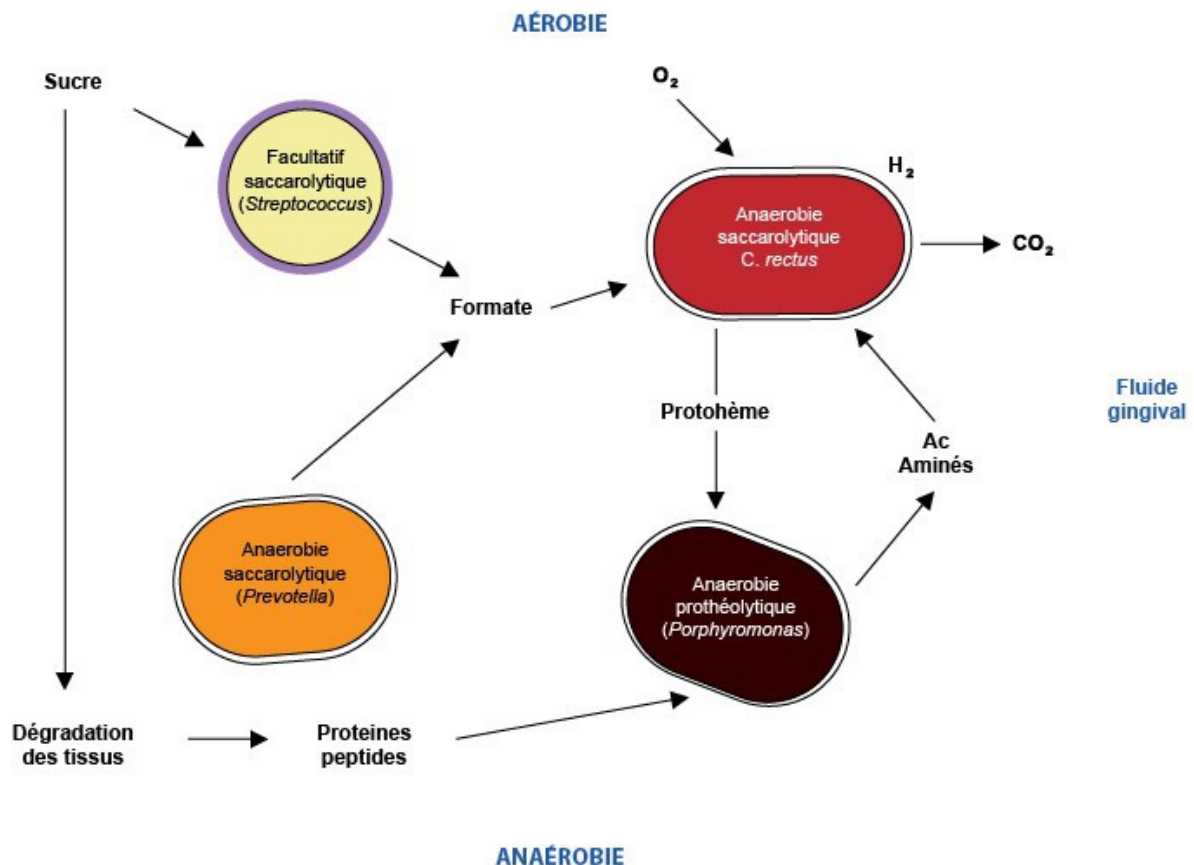 AÉROBIE
Sucre
O₂
Facultatif
saccarolytique
(Streptococcus)
H₂
Anaerobie
saccarolytique
C. rectus
CO₂
Formate
Fluide
gingival
Protohème
Ac
Aminés
Anaerobie
saccarolytique
(Prevotella)
Anaerobie
prothéolytique
(Porphyromonas)
Dégradation
des tissus
Proteines
peptides
ANAÉROBIE